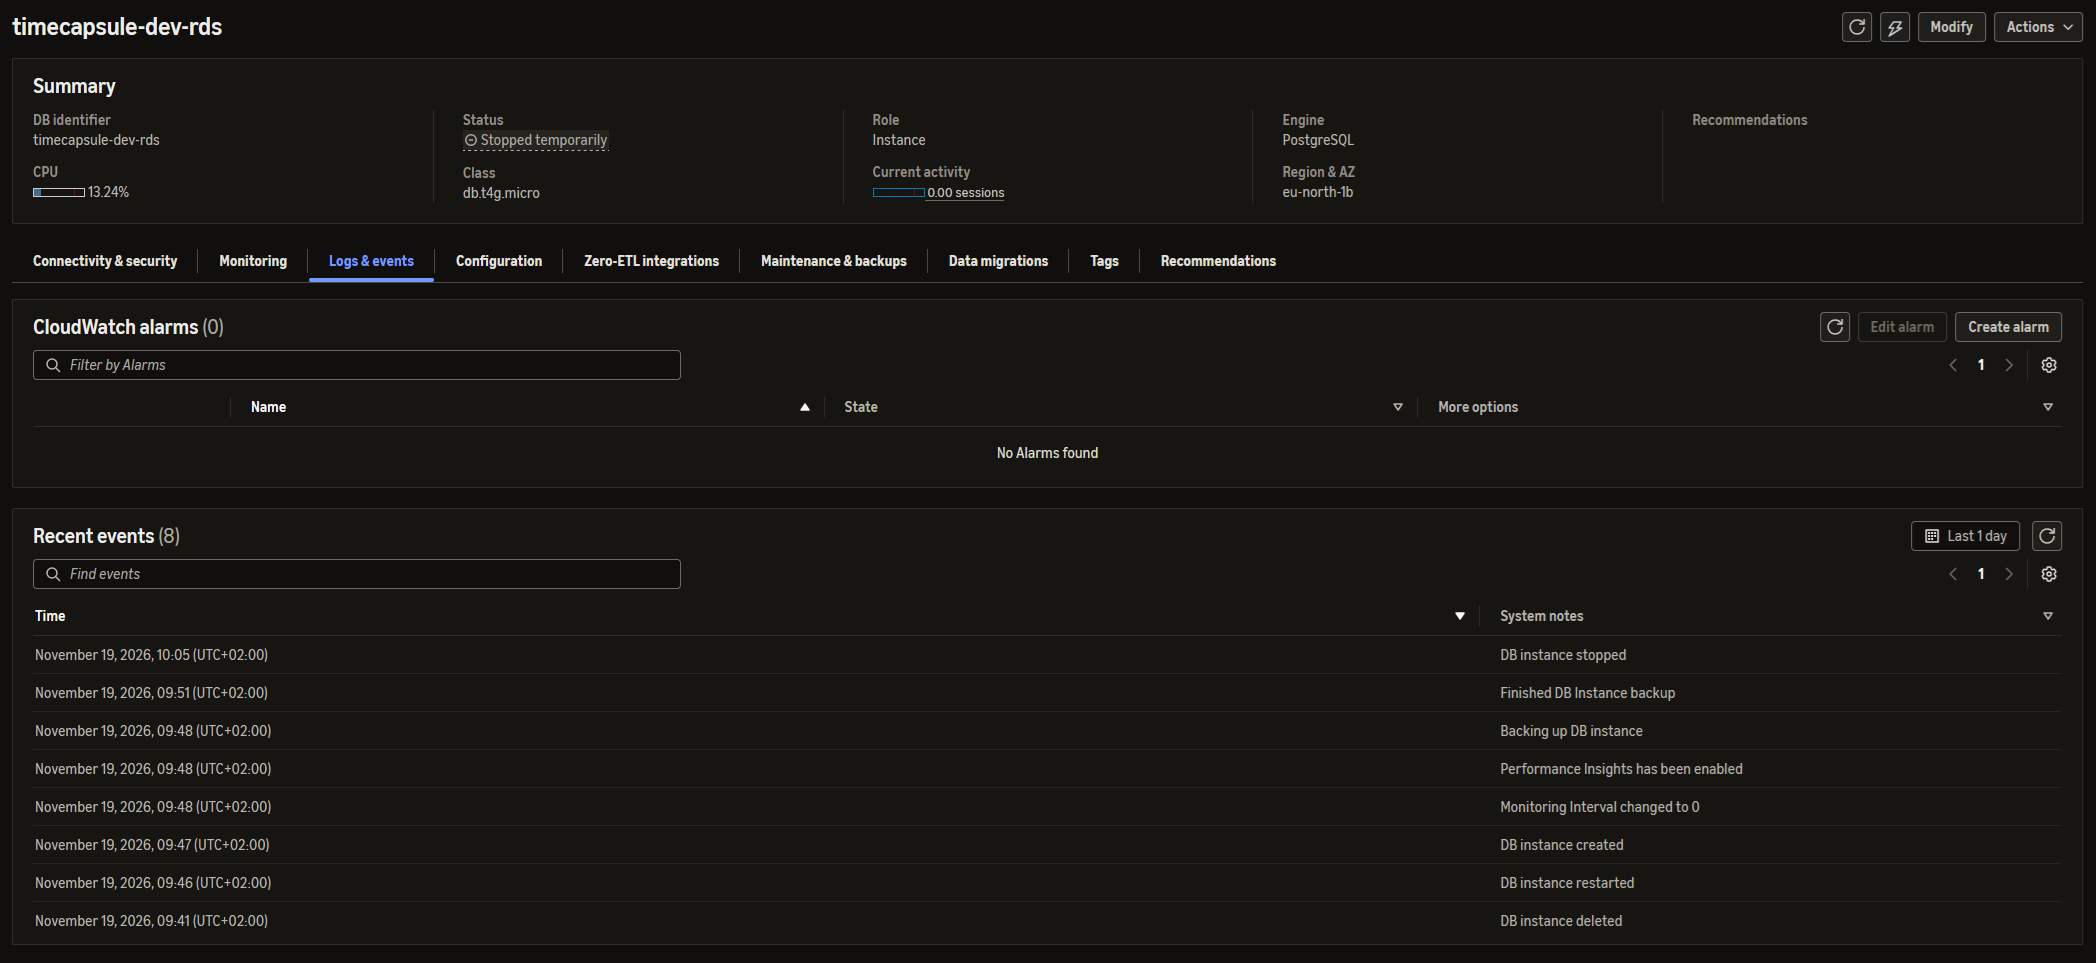 timecapsule-dev-rds
Modify
Actions
Summary
DB identifier
timecapsule-dev-rds
CPU
13.24%
Status
Stopped temporarily
Class
db.t4g.micro
Role
Instance
Current activity
0.00 sessions
Engine
PostgreSQL
Region & AZ
eu-north-1b
Recommendations
Connectivity & security Monitoring Logs & events Configuration Zero-ETL integrations Maintenance & backups Data migrations Tags Recommendations
CloudWatch alarms (0)
Edit alarm Create alarm
Filter by Alarms
1
Name State More options
No Alarms found
Recent events (8)
Last 1 day
Find events
1
Time System notes
November 19, 2026, 10:05 (UTC+02:00) DB instance stopped
November 19, 2026, 09:51 (UTC+02:00) Finished DB Instance backup
November 19, 2026, 09:48 (UTC+02:00) Backing up DB instance
November 19, 2026, 09:48 (UTC+02:00) Performance Insights has been enabled
November 19, 2026, 09:48 (UTC+02:00) Monitoring Interval changed to 0
November 19, 2026, 09:47 (UTC+02:00) DB instance created
November 19, 2026, 09:46 (UTC+02:00) DB instance restarted
November 19, 2026, 09:41 (UTC+02:00) DB instance deleted